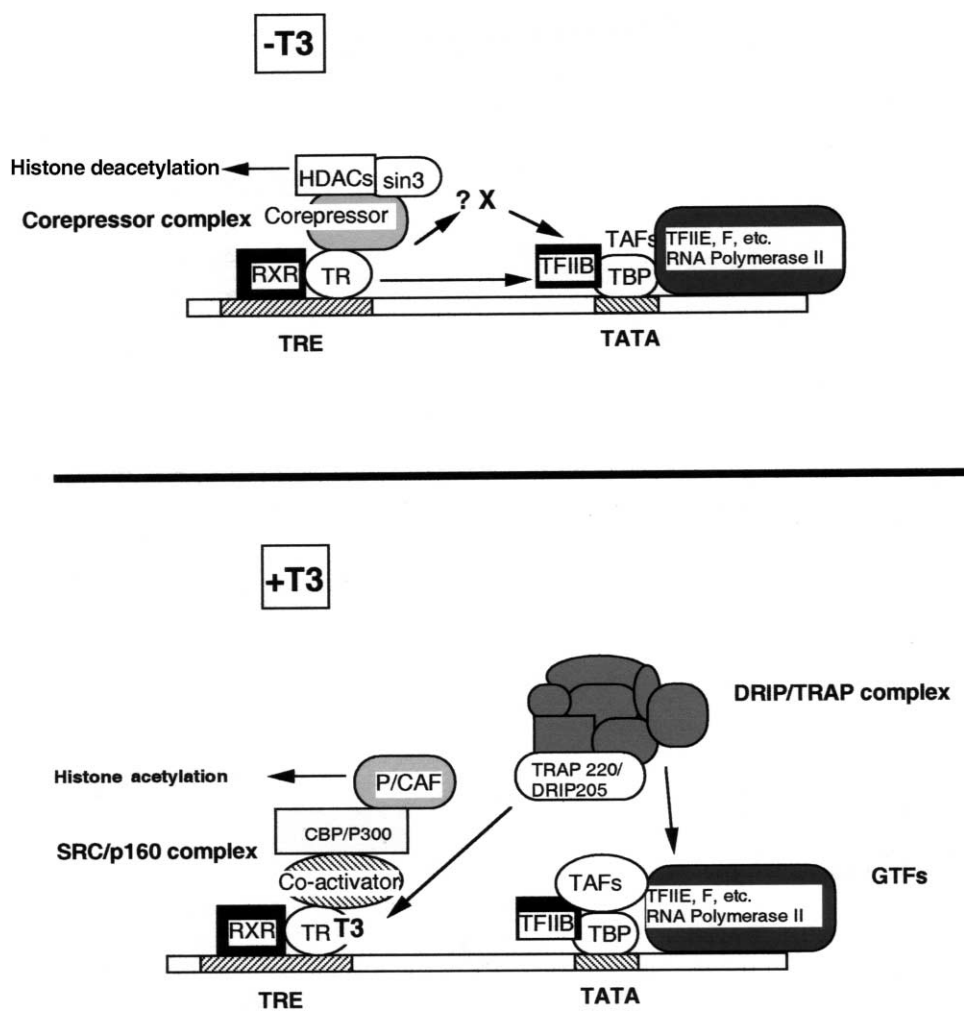 -T3
Histone deacetylation
HDACs
sin3
Corepressor complex
Corepressor
? X
TAFs
TFIIE, F, etc.
RNA Polymerase II
RXR
TR
TFIIB
TBP
TRE
TATA
+T3
DRIP/TRAP complex
TRAP 220/
DRIP205
Histone acetylation
P/CAF
CBP/P300
SRC/p160 complex
Co-activator
TAFs
GTFs
TFIIE, F, etc.
RNA Polymerase II
RXR
TR T3
TFIIB
TBP
TRE
TATA